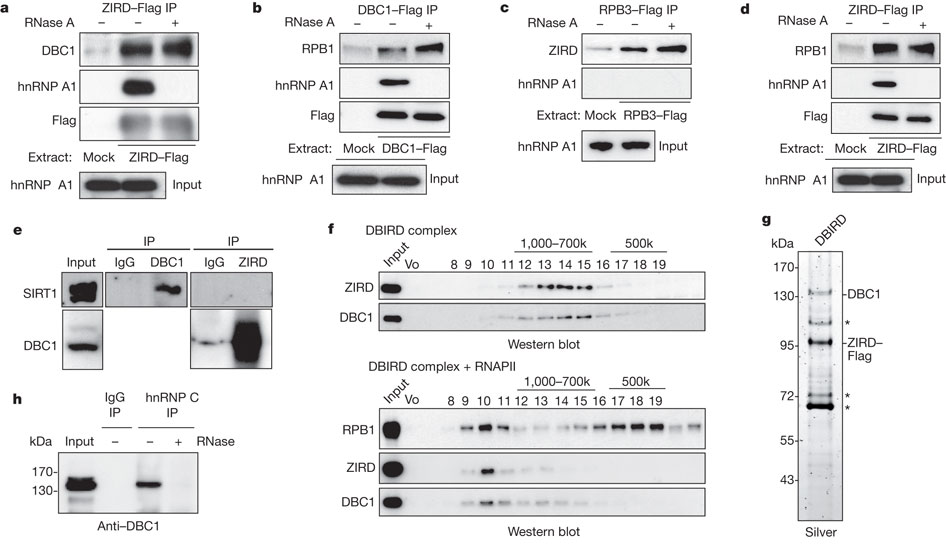 a
ZIRD–Flag IP
RNase A – – +
DBC1
hnRNP A1
Flag
Extract: Mock ZIRD–Flag
hnRNP A1 Input
b
DBC1–Flag IP
RNase A – – +
RPB1
hnRNP A1
Flag
Extract: Mock DBC1–Flag
hnRNP A1 Input
c
RPB3–Flag IP
RNase A – – +
ZIRD
hnRNP A1
Extract: Mock RPB3–Flag
hnRNP A1 Input
d
ZIRD–Flag IP
RNase A – – +
RPB1
hnRNP A1
Flag
Extract: Mock ZIRD–Flag
hnRNP A1 Input
e
IP IP
Input IgG DBC1 IgG ZIRD
SIRT1
DBC1
f
DBIRD complex
1,000–700k 500k
Input Vo 8 9 10 11 12 13 14 15 16 17 18 19
ZIRD
DBC1
Western blot
DBIRD complex + RNAPII
1,000–700k 500k
Input Vo 8 9 10 11 12 13 14 15 16 17 18 19
RPB1
ZIRD
DBC1
Western blot
g
DBIRD
kDa
170-
130-
95-
72-
55-
43-
DBC1
*
ZIRD–
Flag
*
*
Silver
h
IgG hnRNP C
IP IP
kDa Input – – + RNase
170-
130-
Anti–DBC1